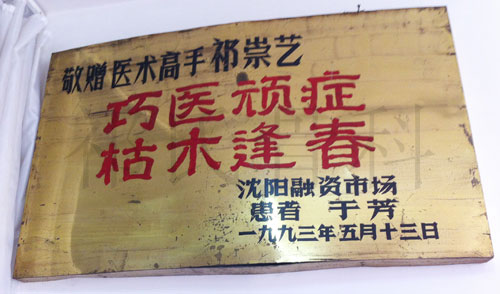 敬赠 医术高手 祁崇艺
巧医顽症
枯木逢春
沈阳融资市场
患者 于芳
一九九三年五月十三日